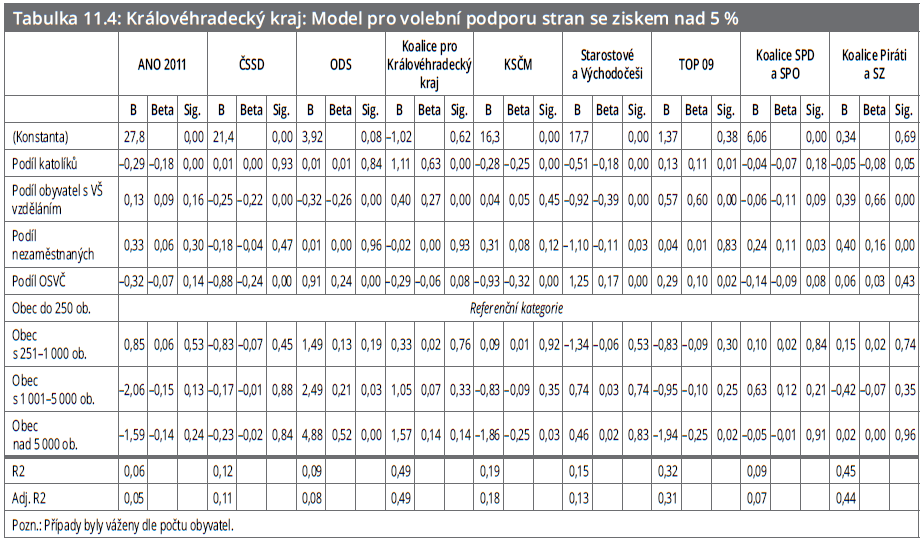 Tabulka 11.4: Královéhradecký kraj: Model pro volební podporu stran se ziskem nad 5 %
ANO 2011 ČSSD ODS Koalice pro Královéhradecký kraj KSČM Starostové a Východočeši TOP 09 Koalice SPD a SPO Koalice Piráti a SZ
B Beta Sig. B Beta Sig. B Beta Sig. B Beta Sig. B Beta Sig. B Beta Sig. B Beta Sig. B Beta Sig. B Beta Sig.
(Konstanta) 27,8 0,00 21,4 0,00 3,92 0,08 –1,02 0,62 16,3 0,00 17,7 0,00 1,37 0,38 6,06 0,00 0,34 0,69
Podíl katolíků –0,29 –0,18 0,00 0,01 0,00 0,93 0,01 0,01 0,84 1,11 0,63 0,00 –0,28 –0,25 0,00 –0,51 –0,18 0,00 0,13 0,11 0,01 –0,04 –0,07 0,18 –0,05 –0,08 0,05
Podíl obyvatel s VŠ vzděláním 0,13 0,09 0,16 –0,25 –0,22 0,00 –0,32 –0,26 0,00 0,40 0,27 0,00 0,04 0,05 0,45 –0,92 –0,39 0,00 0,57 0,60 0,00 –0,06 –0,11 0,09 0,39 0,66 0,00
Podíl nezaměstnaných 0,33 0,06 0,30 –0,18 –0,04 0,47 0,01 0,00 0,96 –0,02 0,00 0,93 0,31 0,08 0,12 –1,10 –0,11 0,03 0,04 0,01 0,83 0,24 0,11 0,03 0,40 0,16 0,00
Podíl OSVČ –0,32 –0,07 0,14 –0,88 –0,24 0,00 0,91 0,24 0,00 –0,29 –0,06 0,08 –0,93 –0,32 0,00 1,25 0,17 0,00 0,29 0,10 0,02 –0,14 –0,09 0,08 0,06 0,03 0,43
Obec do 250 ob. Referenční kategorie
Obec s 251–1 000 ob. 0,85 0,06 0,53 –0,83 –0,07 0,45 1,49 0,13 0,19 0,33 0,02 0,76 0,09 0,01 0,92 –1,34 –0,06 0,53 –0,83 –0,09 0,30 0,10 0,02 0,84 0,15 0,02 0,74
Obec s 1 001–5 000 ob. –2,06 –0,15 0,13 –0,17 –0,01 0,88 2,49 0,21 0,03 1,05 0,07 0,33 –0,83 –0,09 0,35 0,74 0,03 0,74 –0,95 –0,10 0,25 0,63 0,12 0,21 –0,42 –0,07 0,35
Obec nad 5 000 ob. –1,59 –0,14 0,24 –0,23 –0,02 0,84 4,88 0,52 0,00 1,57 0,14 0,14 –1,86 –0,25 0,03 0,46 0,02 0,83 –1,94 –0,25 0,02 –0,05 –0,01 0,91 0,02 0,00 0,96
R2 0,06 0,12 0,09 0,49 0,19 0,15 0,32 0,09 0,45
Adj. R2 0,05 0,11 0,08 0,49 0,18 0,13 0,31 0,07 0,44
Pozn.: Případy byly váženy dle počtu obyvatel.